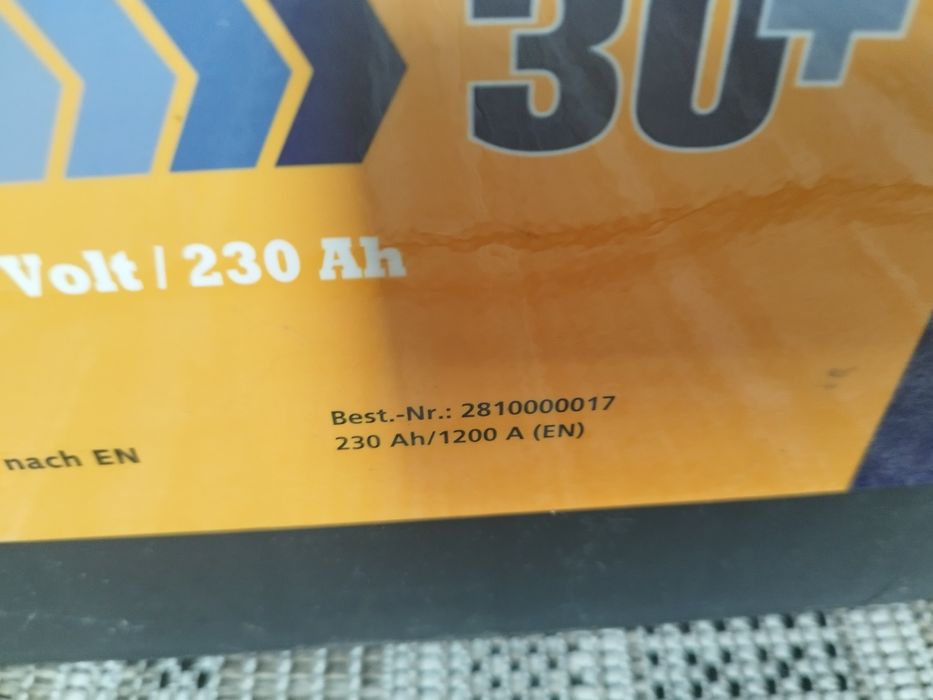 30+
Volt | 230 Ah
Best.-Nr.: 2810000017
230 Ah/1200 A (EN)
nach EN